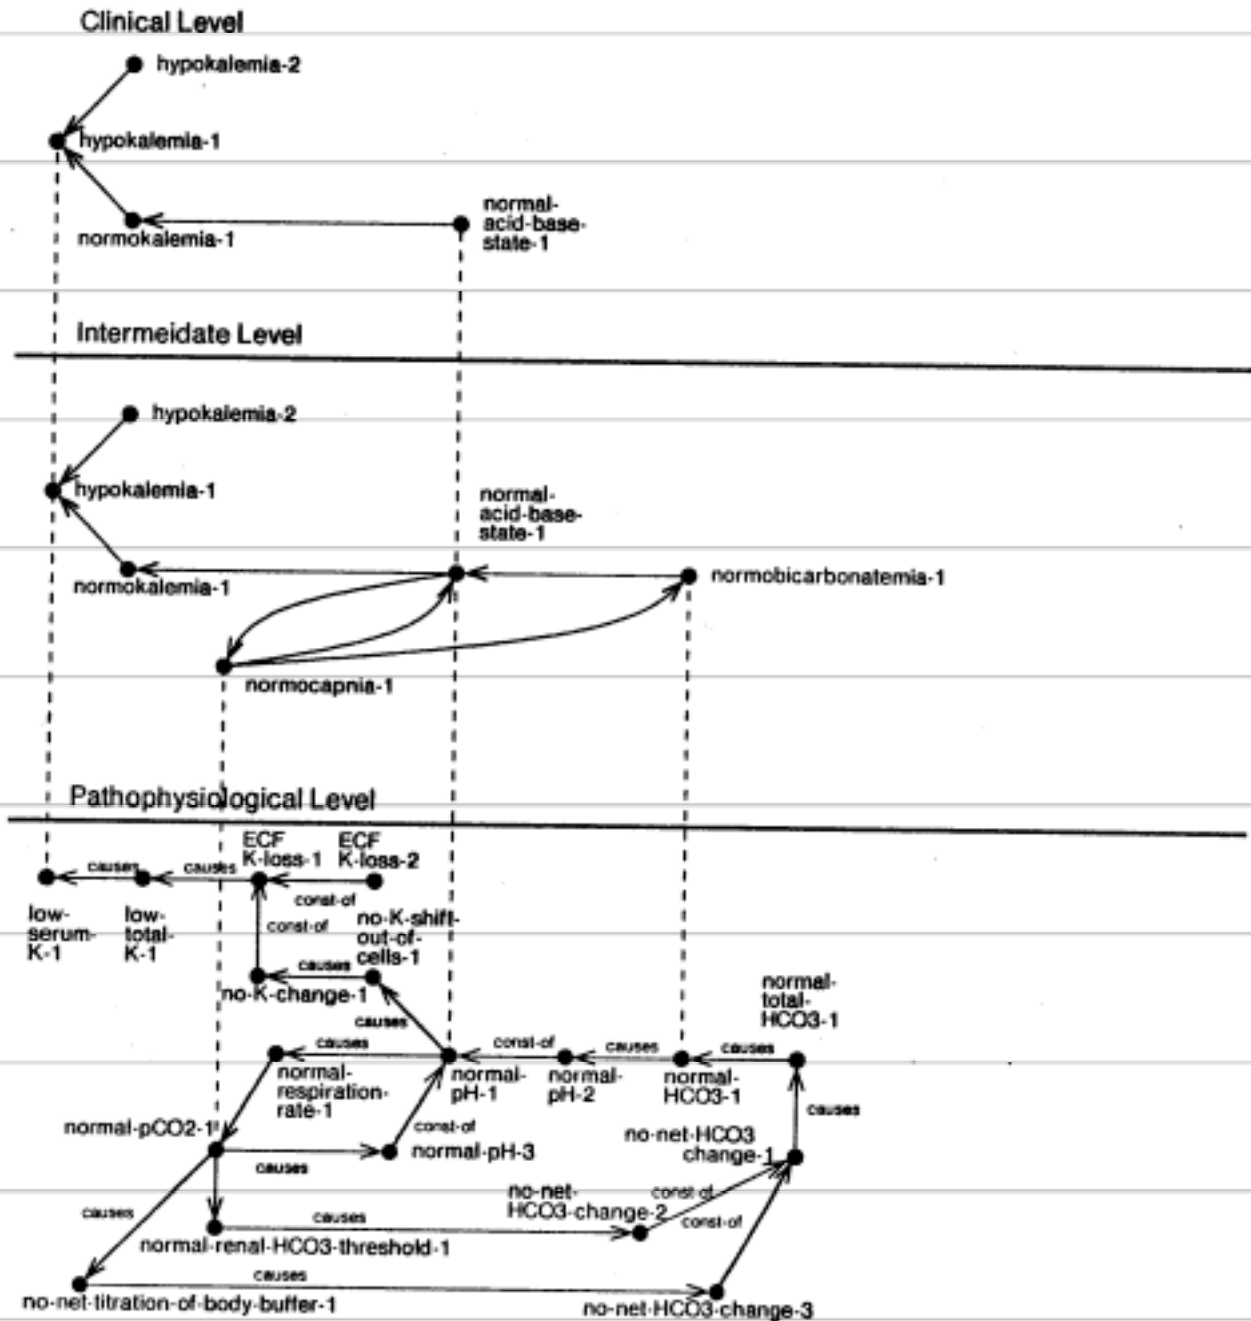 Clinical Level
hypokalemia-2
hypokalemia-1
normal-
acid-base-
state-1
normokalemia-1
Intermeidate Level
hypokalemia-2
hypokalemia-1
normal-
acid-base-
state-1
normokalemia-1
normobicarbonatemia-1
normocapnia-1
Pathophysiological Level
ECF
K-loss-1
ECF
K-loss-2
causes
causes
const-of
low-
serum-
K-1
low-
total-
K-1
const-of
no-K-shift-
out-of-
cells-1
causes
no-K-change-1
normal-
total-
HCO3-1
causes
causes
const-of
causes
causes
normal-
respiration-
rate-1
normal-
pH-1
normal-
pH-2
normal-
HCO3-1
causes
normal-pCO2-1
const-of
no-net-HCO3
change-1
causes
normal-pH-3
no-net-
HCO3-change-2
const-of
const-of
causes
causes
normal-renal-HCO3-threshold-1
causes
no-net-titration-of-body-buffer-1
no-net-HCO3-change-3